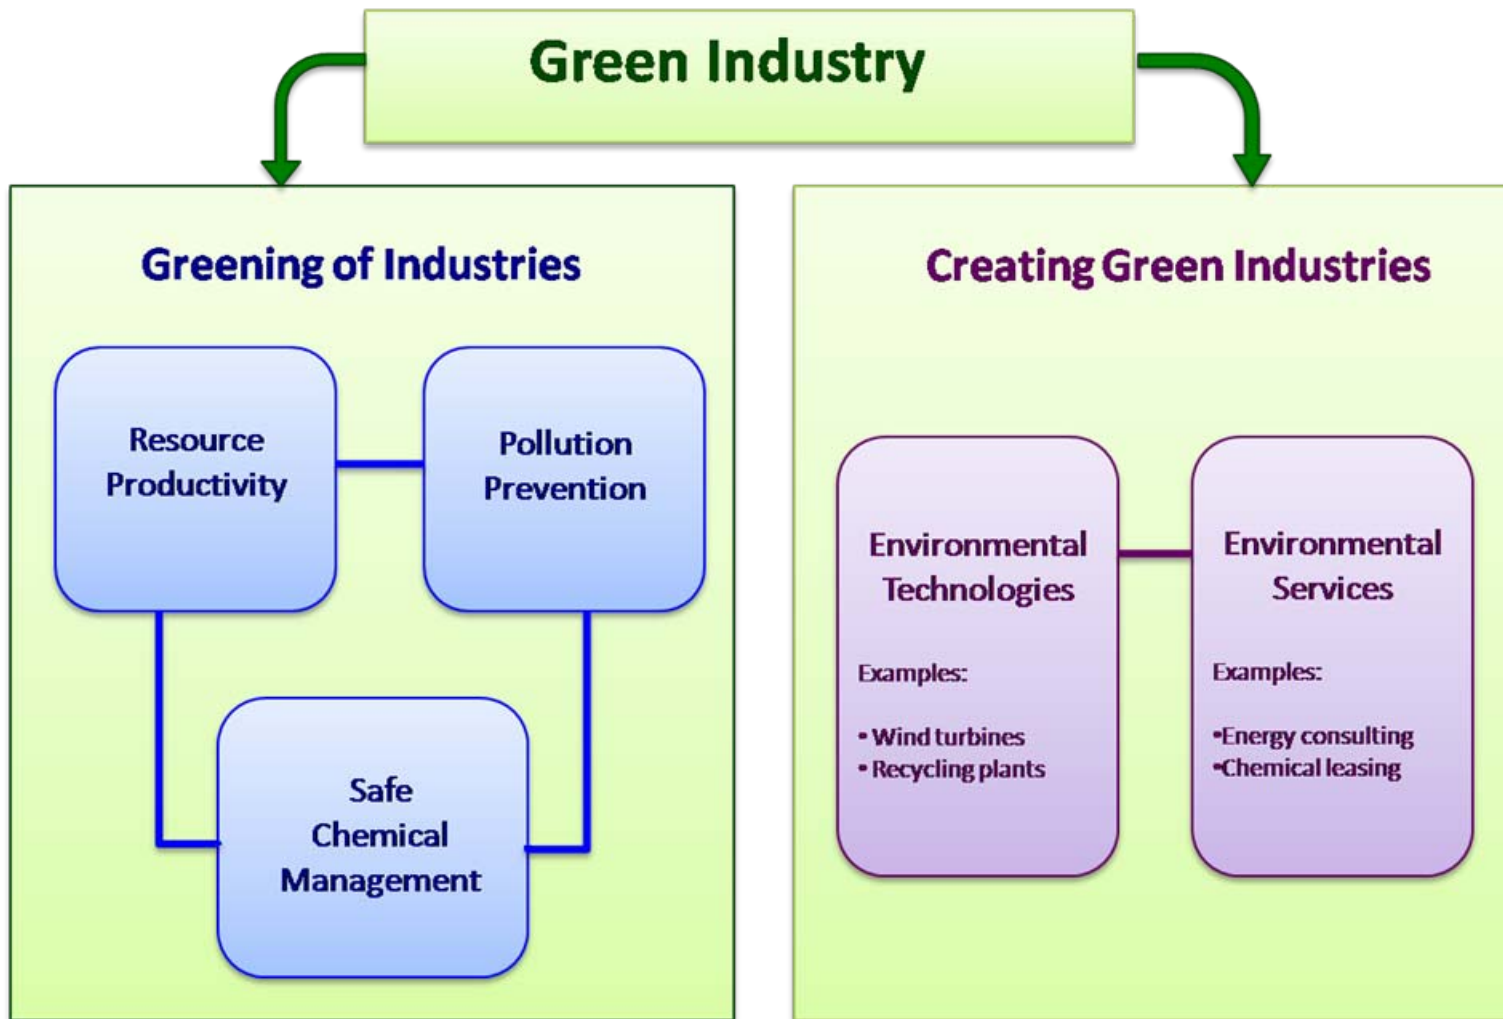 Green Industry
Greening of Industries
Resource
Productivity
Pollution
Prevention
Safe
Chemical
Management
Creating Green Industries
Environmental
Technologies
Examples:
• Wind turbines
• Recycling plants
Environmental
Services
Examples:
•Energy consulting
•Chemical leasing